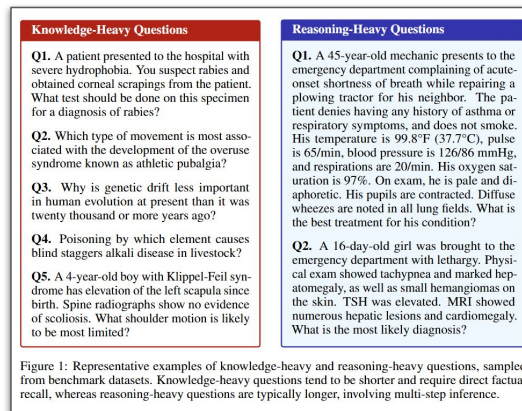 Knowledge-Heavy Questions
Q1. A patient presented to the hospital with
severe hydrophobia. You suspect rabies and
obtained corneal scrapings from the patient.
What test should be done on this specimen
for a diagnosis of rabies?
Q2. Which type of movement is most asso-
ciated with the development of the overuse
syndrome known as athletic pubalgia?
Q3. Why is genetic drift less important
in human evolution at present than it was
twenty thousand or more years ago?
Q4. Poisoning by which element causes
blind staggers alkali disease in livestock?
Q5. A 4-year-old boy with Klippel-Feil syn-
drome has elevation of the left scapula since
birth. Spine radiographs show no evidence
of scoliosis. What shoulder motion is likely
to be most limited?
Reasoning-Heavy Questions
Q1. A 45-year-old mechanic presents to the
emergency department complaining of acute-
onset shortness of breath while repairing a
plowing tractor for his neighbor. The pa-
tient denies having any history of asthma or
respiratory symptoms, and does not smoke.
His temperature is 99.8°F (37.7°C), pulse
is 65/min, blood pressure is 126/86 mmHg,
and respirations are 20/min. His oxygen sat-
uration is 97%. On exam, he is pale and di-
aphoretic. His pupils are contracted. Diffuse
wheezes are noted in all lung fields. What is
the best treatment for his condition?
Q2. A 16-day-old girl was brought to the
emergency department with lethargy. Physi-
cal exam showed tachypnea and marked hep-
atomegaly, as well as small hemangiomas on
the skin. TSH was elevated. MRI showed
numerous hepatic lesions and cardiomegaly.
What is the most likely diagnosis?
Figure 1: Representative examples of knowledge-heavy and reasoning-heavy questions, sampled
from benchmark datasets. Knowledge-heavy questions tend to be shorter and require direct factual
recall, whereas reasoning-heavy questions are typically longer, involving multi-step inference.